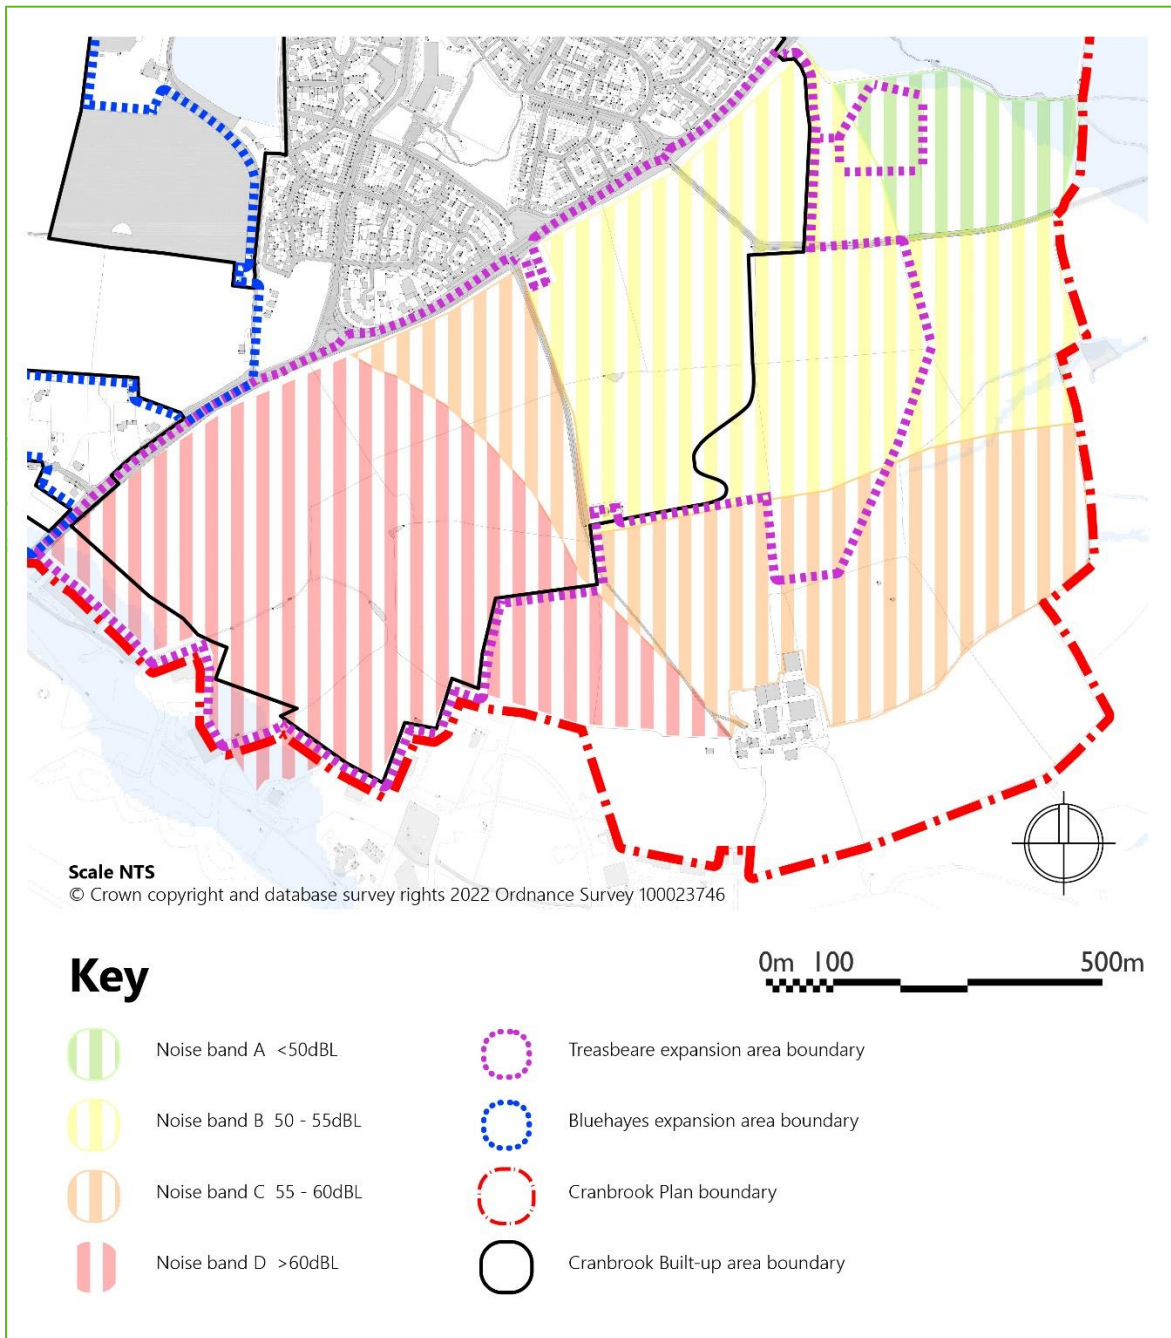 Scale NTS
© Crown copyright and database survey rights 2022 Ordnance Survey 100023746
Key
0m 100 500m
Noise band A <50dBL
Treasbeare expansion area boundary
Noise band B 50 - 55dBL
Bluehayes expansion area boundary
Noise band C 55 - 60dBL
Cranbrook Plan boundary
Noise band D >60dBL
Cranbrook Built-up area boundary